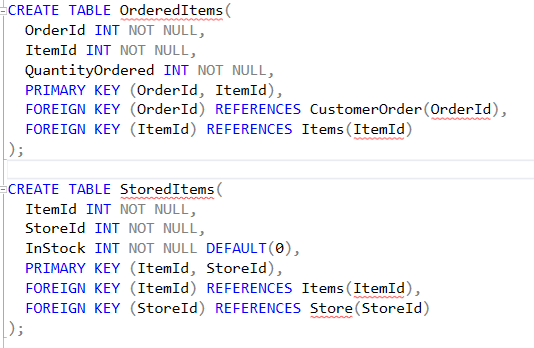 CREATE TABLE OrderedItems(
OrderId INT NOT NULL,
ItemId INT NOT NULL,
QuantityOrdered INT NOT NULL,
PRIMARY KEY (OrderId, ItemId),
FOREIGN KEY (OrderId) REFERENCES CustomerOrder(OrderId),
FOREIGN KEY (ItemId) REFERENCES Items(ItemId)
);
CREATE TABLE StoredItems(
ItemId INT NOT NULL,
StoreId INT NOT NULL,
InStock INT NOT NULL DEFAULT(0),
PRIMARY KEY (ItemId, StoreId),
FOREIGN KEY (ItemId) REFERENCES Items(ItemId),
FOREIGN KEY (StoreId) REFERENCES Store(StoreId)
);